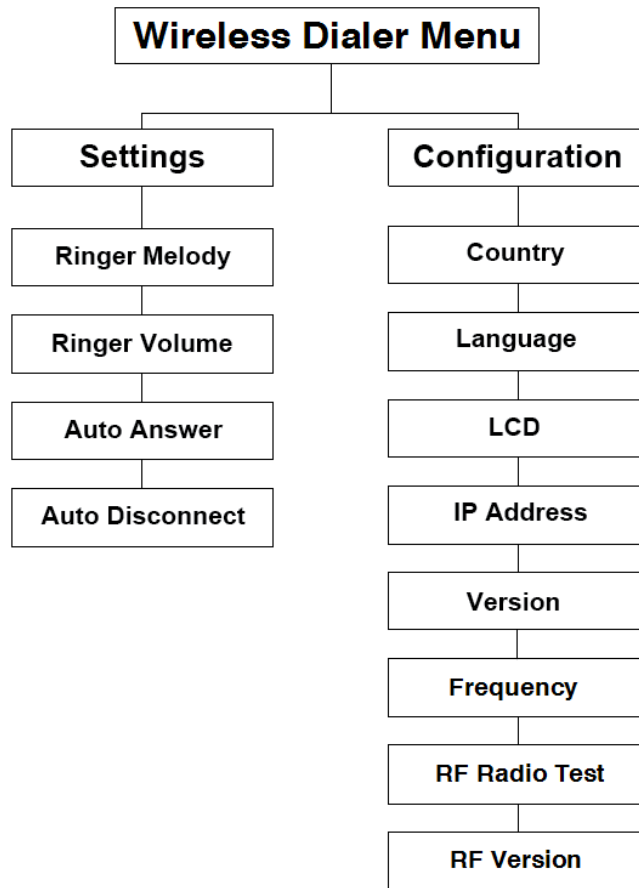 Wireless Dialer Menu
Settings
Ringer Melody
Ringer Volume
Auto Answer
Auto Disconnect
Configuration
Country
Language
LCD
IP Address
Version
Frequency
RF Radio Test
RF Version